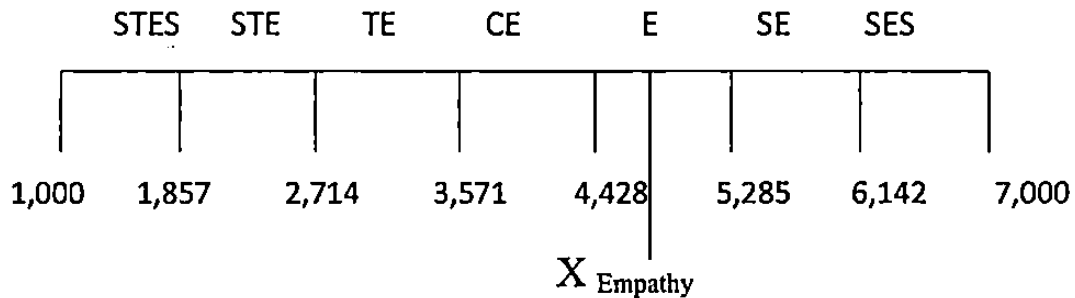 STES STE TE CE E SE SES
1,000 1,857 2,714 3,571 4,428 5,285 6,142 7,000
X Empathy